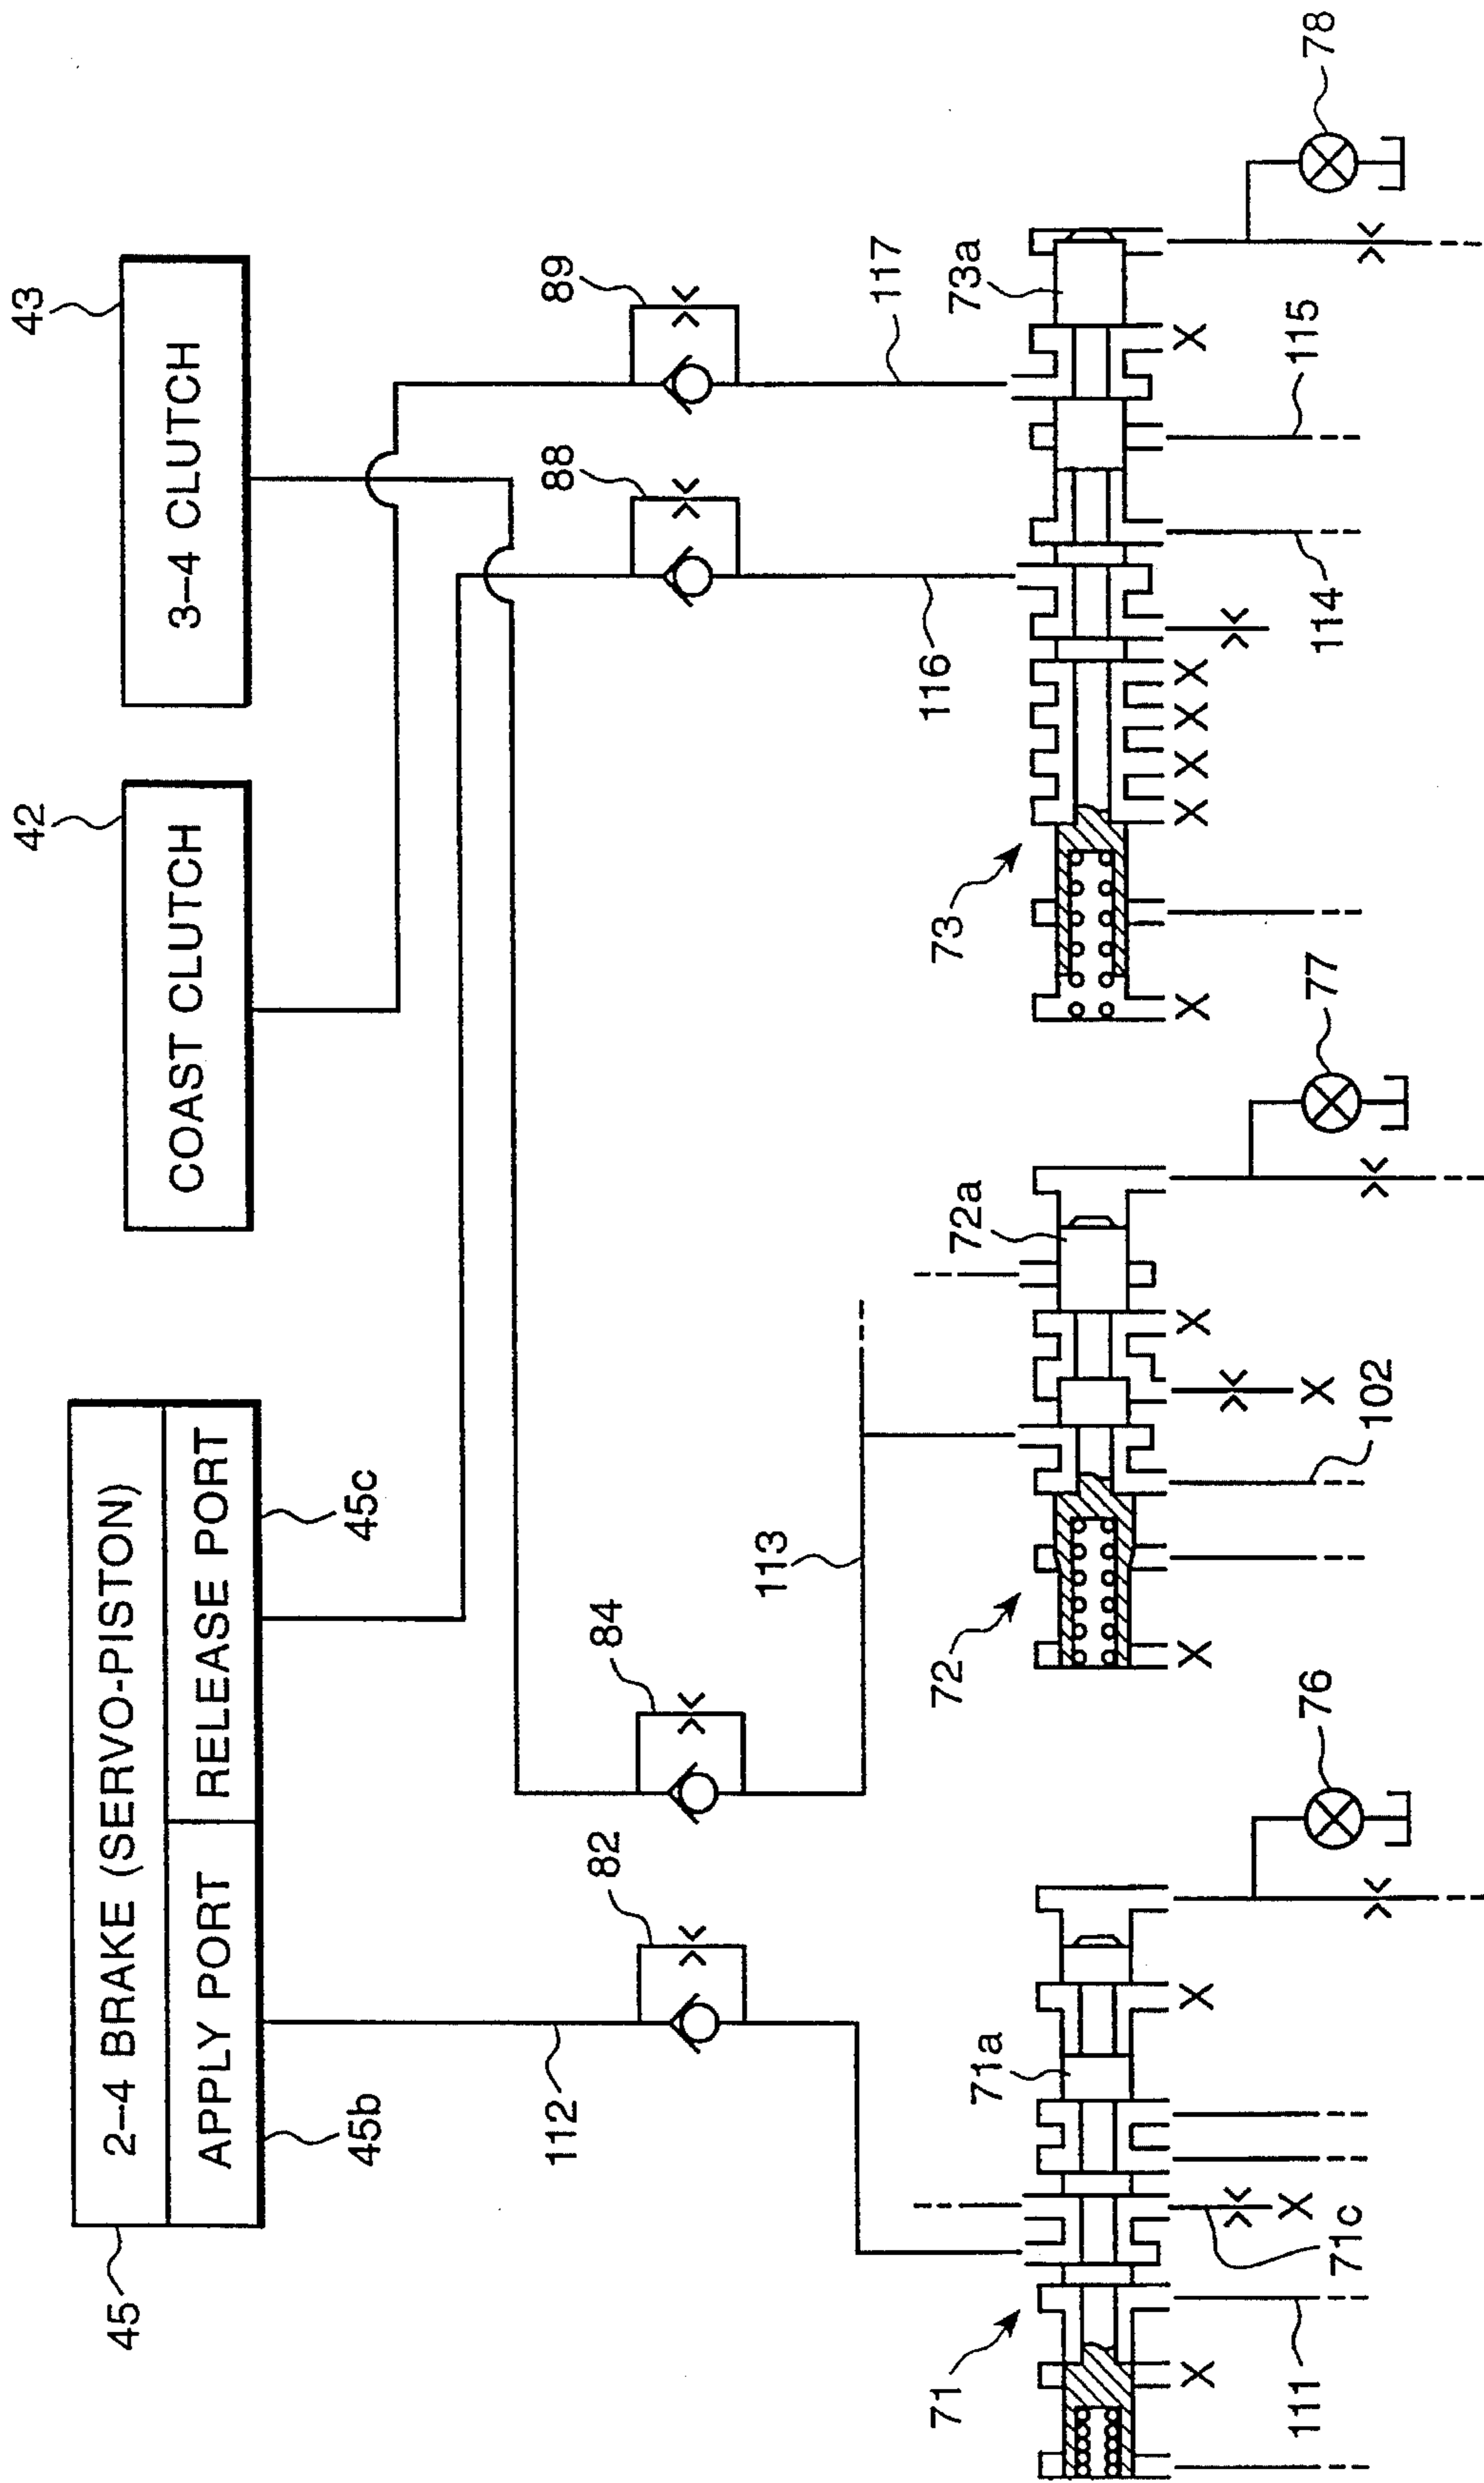 45
2–4 BRAKE (SERVO-PISTON)
APPLY PORT
RELEASE PORT
45b
45c
42
COAST CLUTCH
43
3–4 CLUTCH
112
82
84
113
88
116
89
117
71
71a
71c
111
X
X
X
76
72
72a
102
X
X
X
77
73
73a
114
115
X
X
X
X
X
X
78